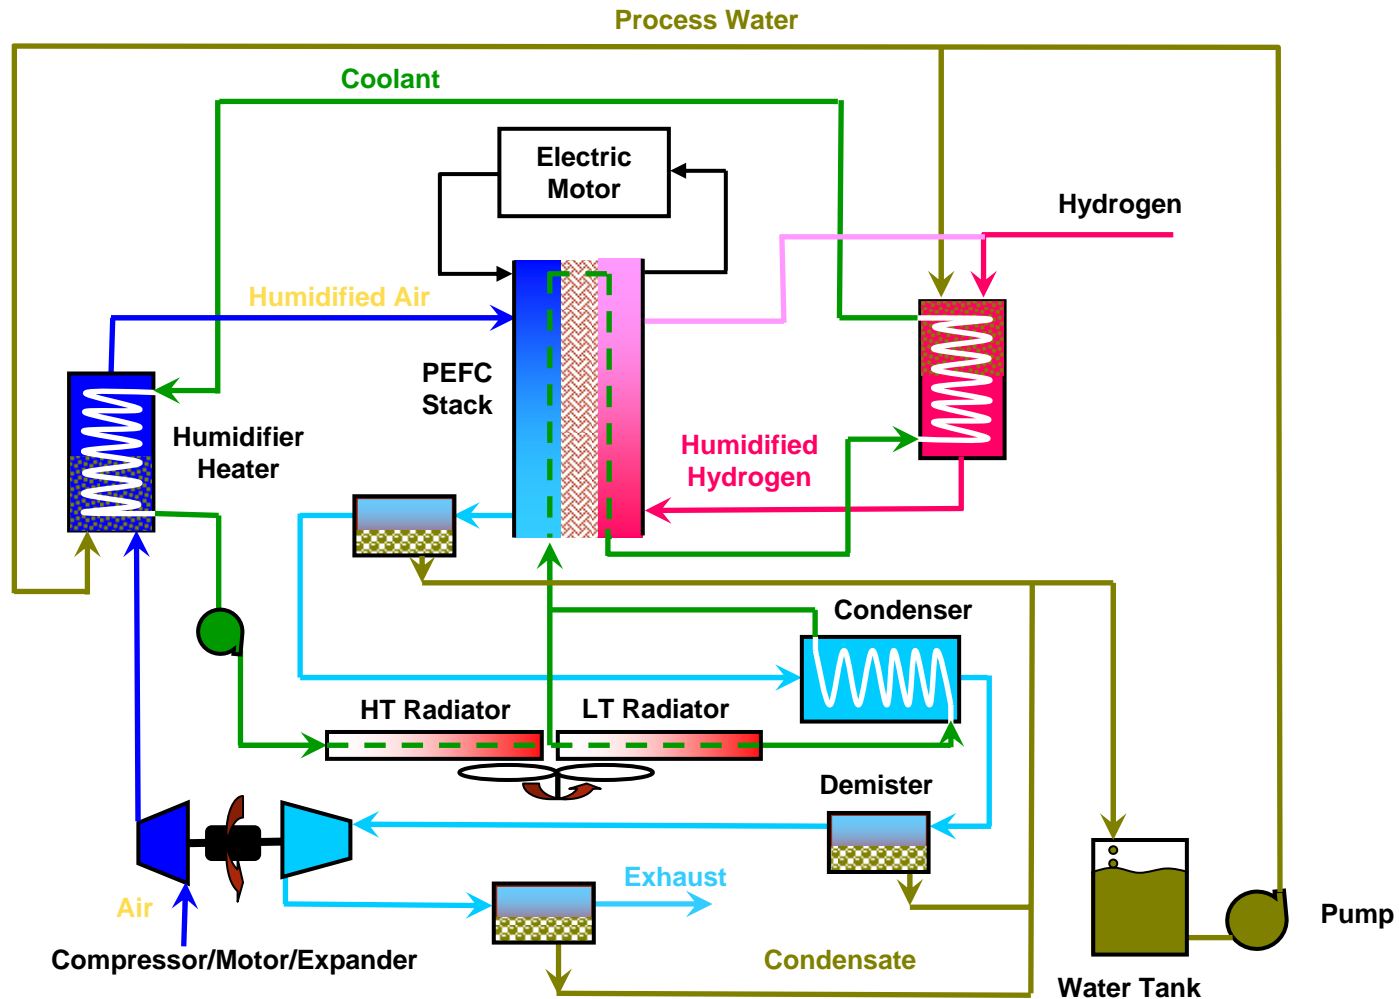 Process Water
Coolant
Electric
Motor
Hydrogen
Humidified Air
PEFC
Stack
Humidifier
Heater
Humidified
Hydrogen
Condenser
HT Radiator
LT Radiator
Demister
Air
Exhaust
Pump
Compressor/Motor/Expander
Condensate
Water Tank